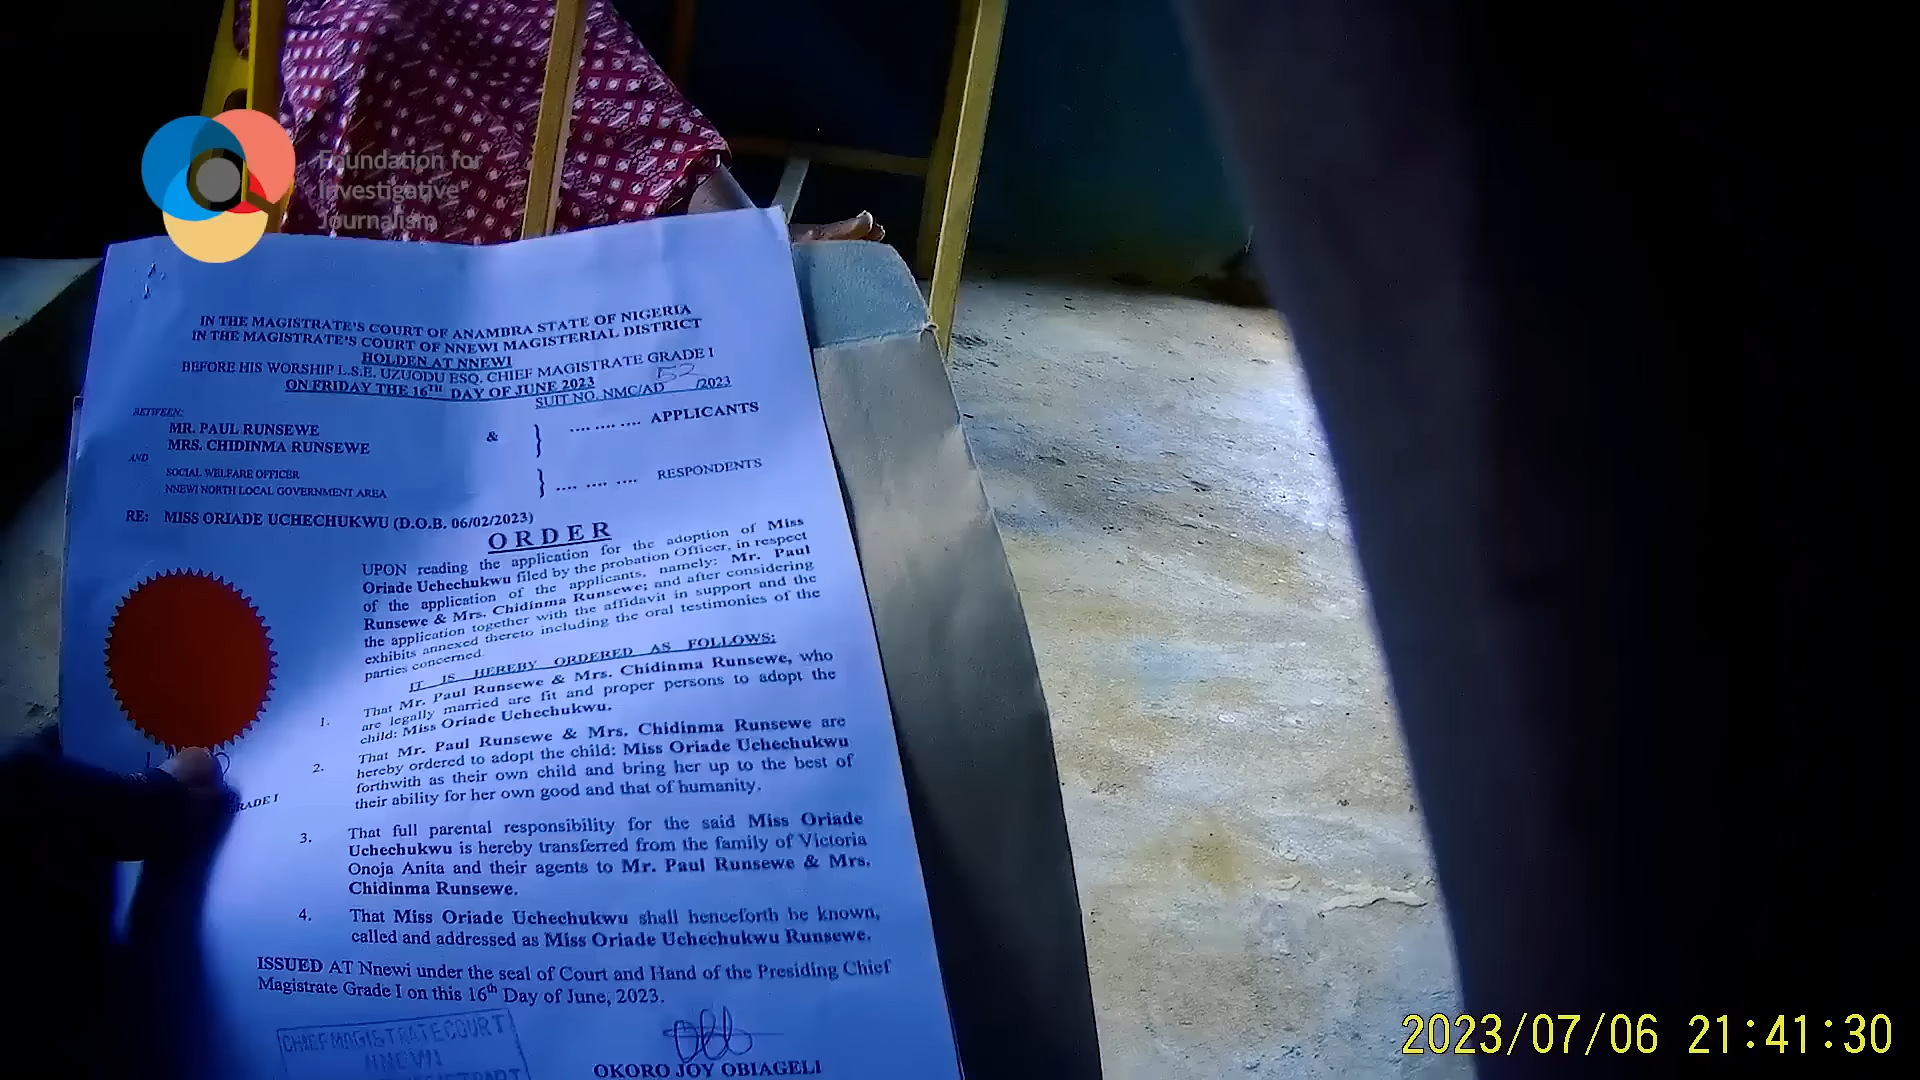 Foundation for
Investigative
Journalism
IN THE MAGISTRATE'S COURT OF ANAMBRA STATE OF NIGERIA
IN THE MAGISTRATE'S COURT OF NNEWI MAGISTERIAL DISTRICT
HOLDEN AT NNEWI
BEFORE HIS WORSHIP L.S.E. UZUODU ESQ. CHIEF MAGISTRATE GRADE I
ON FRIDAY THE 16TH DAY OF JUNE 2023
SUIT NO. NMC/AD 52 /2023
BETWEEN:
MR. PAUL RUNSEWE & } .... .... .... APPLICANTS
MRS. CHIDINMA RUNSEWE
AND
SOCIAL WELFARE OFFICER } .... .... .... RESPONDENTS
NNEWI NORTH LOCAL GOVERNMENT AREA
RE: MISS ORIADE UCHECHUKWU (D.O.B. 06/02/2023)
ORDER
UPON reading the application for the adoption of Miss
Oriade Uchechukwu filed by the probation Officer, in respect
of the application of the applicants, namely: Mr. Paul
Runsewe & Mrs. Chidinma Runsewe, and after considering
the application together with the affidavit in support and the
exhibits annexed thereto including the oral testimonies of the
parties concerned.
IT IS HEREBY ORDERED AS FOLLOWS:
1. That Mr. Paul Runsewe & Mrs. Chidinma Runsewe, who
are legally married are fit and proper persons to adopt the
child: Miss Oriade Uchechukwu.
2. That Mr. Paul Runsewe & Mrs. Chidinma Runsewe are
hereby ordered to adopt the child: Miss Oriade Uchechukwu
forthwith as their own child and bring her up to the best of
their ability for her own good and that of humanity.
RADE I
3. That full parental responsibility for the said Miss Oriade
Uchechukwu is hereby transferred from the family of Victoria
Onoja Anita and their agents to Mr. Paul Runsewe & Mrs.
Chidinma Runsewe.
4. That Miss Oriade Uchechukwu shall henceforth be known,
called and addressed as Miss Oriade Uchechukwu Runsewe.
ISSUED AT Nnewi under the seal of Court and Hand of the Presiding Chief
Magistrate Grade I on this 16th Day of June, 2023.
CHIEF MAGISTRATE COURT
NNEWI
OKORO JOY OBIAGELI
2023/07/06 21:41:30